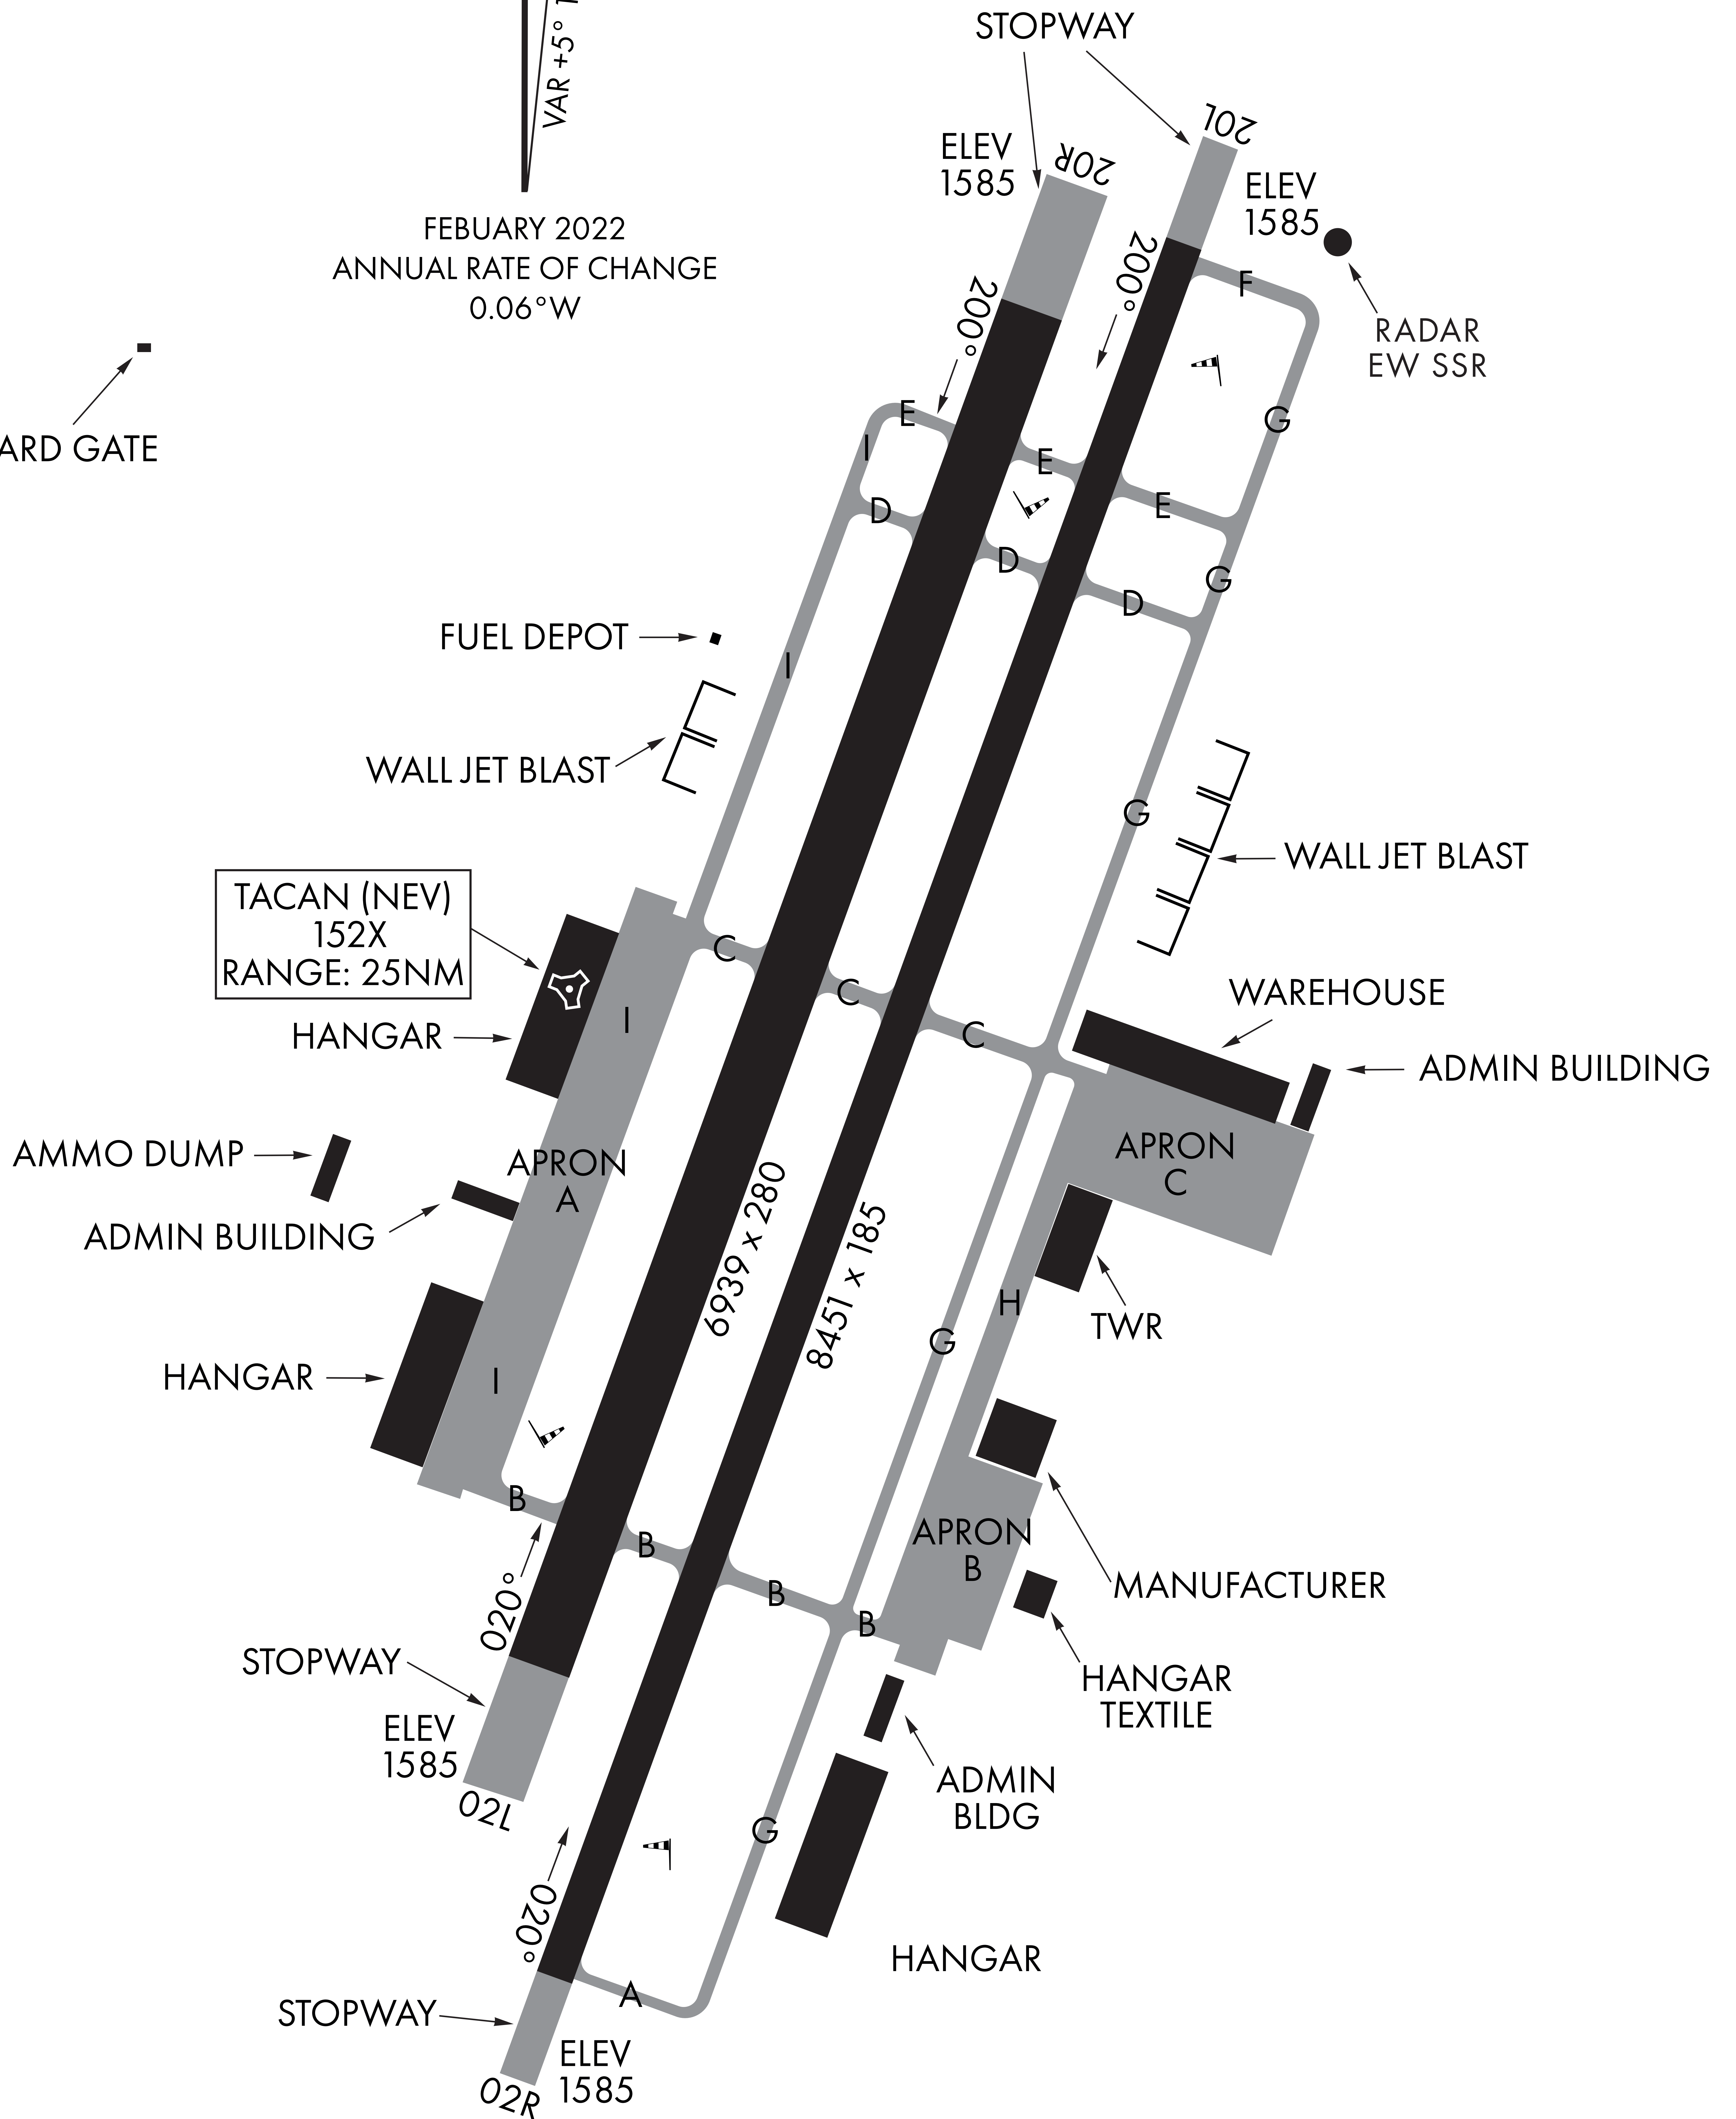 STOPWAY
VAR +5° 1
20L
ELEV
1585
20R
ELEV
1585
FEBUARY 2022
ANNUAL RATE OF CHANGE
0.06°W
200°
200°
F
RADAR
EW SSR
ARD GATE
E
I
G
E
E
D
D
G
D
FUEL DEPOT
I
WALL JET BLAST
G
WALL JET BLAST
TACAN (NEV)
152X
RANGE: 25NM
C
C
C
WAREHOUSE
HANGAR
I
ADMIN BUILDING
AMMO DUMP
APRON
A
APRON
C
ADMIN BUILDING
6939 x 280
8451 x 185
H
TWR
G
HANGAR
I
B
B
B
B
APRON
B
MANUFACTURER
020°
STOPWAY
HANGAR
TEXTILE
ELEV
1585
02L
ADMIN
BLDG
G
020°
HANGAR
A
STOPWAY
ELEV
1585
02R